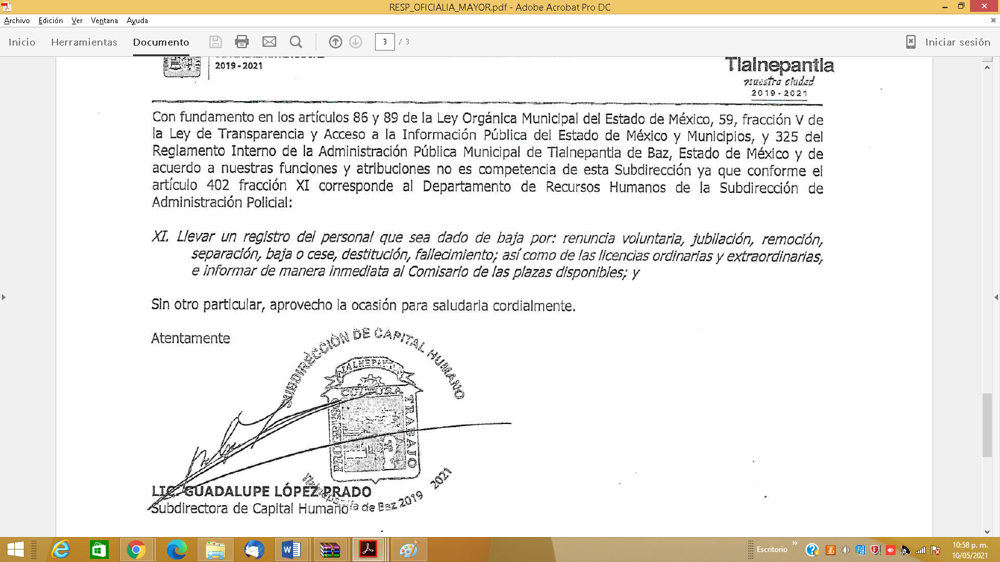 RESP_OFICIALIA_MAYOR.pdf - Adobe Acrobat Pro DC
Archivo Edición Ver Ventana Ayuda
Inicio Herramientas Documento 3 / 3 Iniciar sesión
2019 - 2021
Tlalnepantla
nuestra ciudad
2019 - 2021
Con fundamento en los artículos 86 y 89 de la Ley Orgánica Municipal del Estado de México, 59, fracción V de
la Ley de Transparencia y Acceso a la Información Pública del Estado de México y Municipios, y 325 del
Reglamento Interno de la Administración Pública Municipal de Tlalnepantla de Baz, Estado de México y de
acuerdo a nuestras funciones y atribuciones no es competencia de esta Subdirección ya que conforme el
artículo 402 fracción XI corresponde al Departamento de Recursos Humanos de la Subdirección de
Administración Policial:
XI. Llevar un registro del personal que sea dado de baja por: renuncia voluntaria, jubilación, remoción,
separación, baja o cese, destitución, fallecimiento; así como de las licencias ordinarias y extraordinarias,
e informar de manera inmediata al Comisario de las plazas disponibles; y
Sin otro particular, aprovecho la ocasión para saludarla cordialmente.
Atentamente
SUBDIRECCIÓN DE CAPITAL HUMANO
TLALNEPANTLA
CULTURA
PROGRESO
TRABAJO
Tlalnepantla de Baz 2019 2021
LIC. GUADALUPE LÓPEZ PRADO
Subdirectora de Capital Humano
Escritorio
10:58 p. m.
10/05/2021